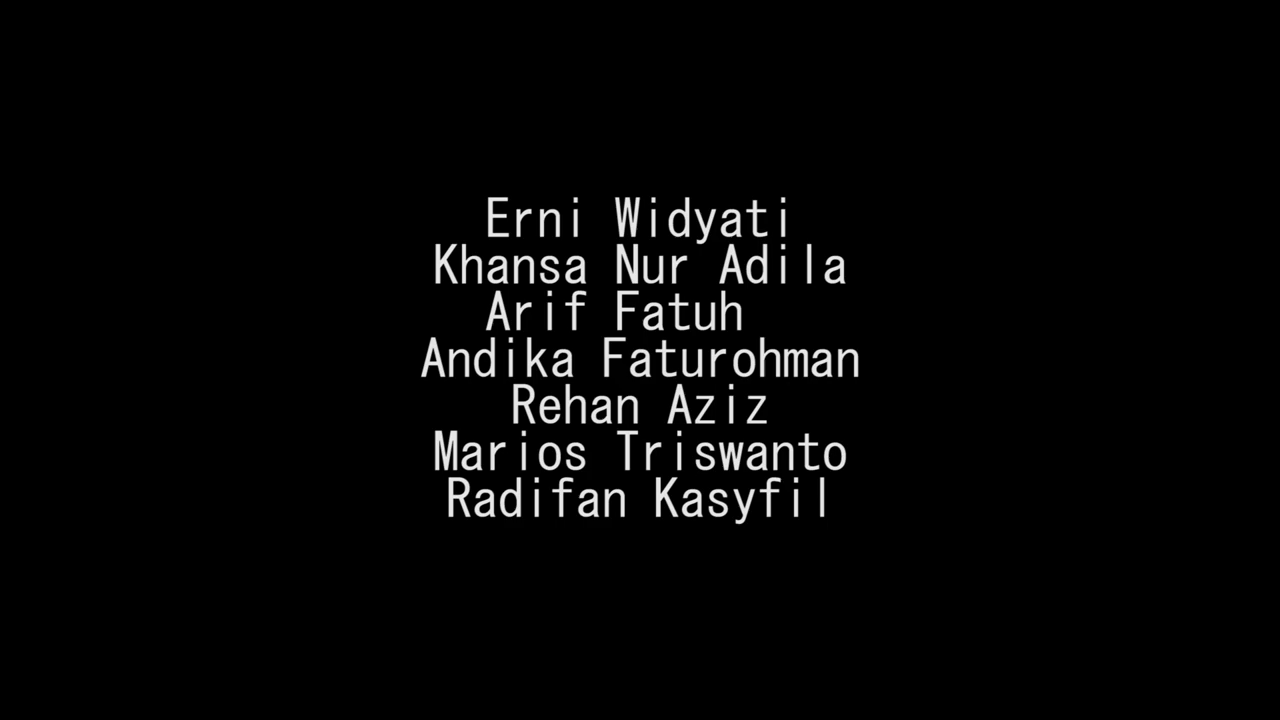 Erni Widyati
Khansa Nur Adila
Arif Fatuh
Andika Faturohman
Rehan Aziz
Marios Triswanto
Radifan Kasyfil